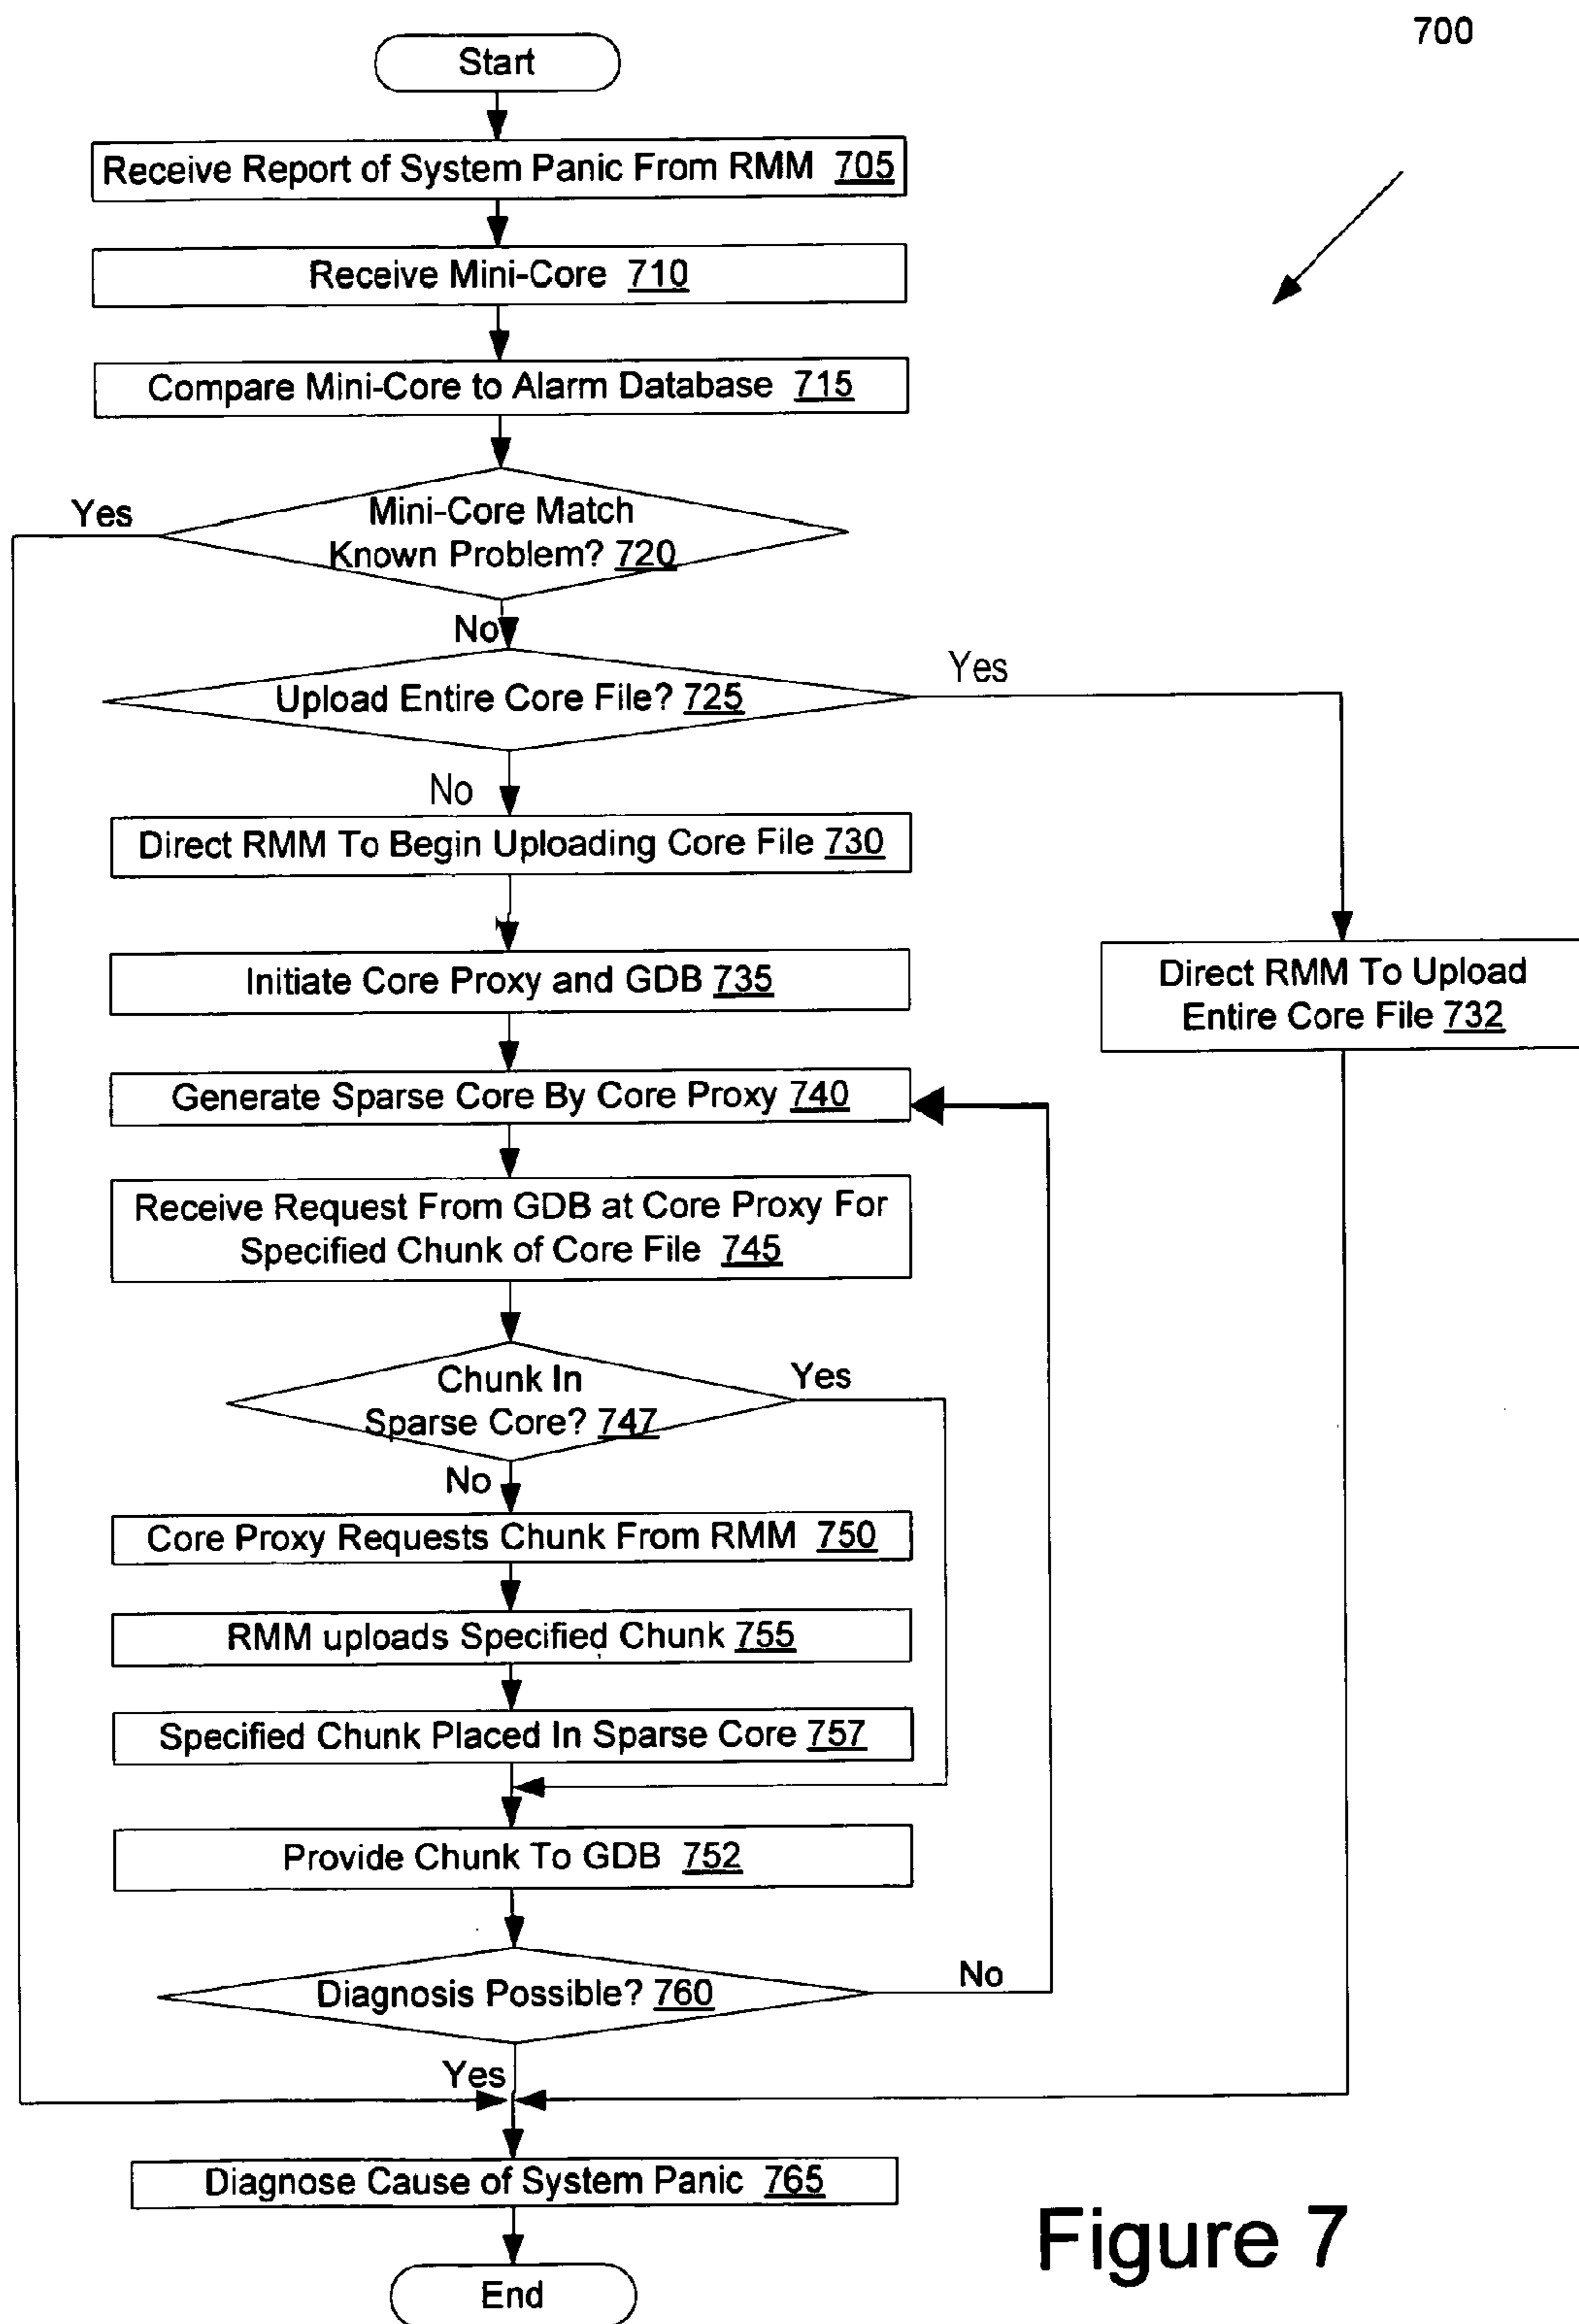 700
Start
Receive Report of System Panic From RMM 705
Receive Mini-Core 710
Compare Mini-Core to Alarm Database 715
Yes
Mini-Core Match
Known Problem? 720
No
Yes
Upload Entire Core File? 725
No
Direct RMM To Begin Uploading Core File 730
Initiate Core Proxy and GDB 735
Direct RMM To Upload
Entire Core File 732
Generate Sparse Core By Core Proxy 740
Receive Request From GDB at Core Proxy For
Specified Chunk of Core File 745
Chunk In
Sparse Core? 747
Yes
No
Core Proxy Requests Chunk From RMM 750
RMM uploads Specified Chunk 755
Specified Chunk Placed In Sparse Core 757
Provide Chunk To GDB 752
Diagnosis Possible? 760
No
Yes
Diagnose Cause of System Panic 765
End
Figure 7